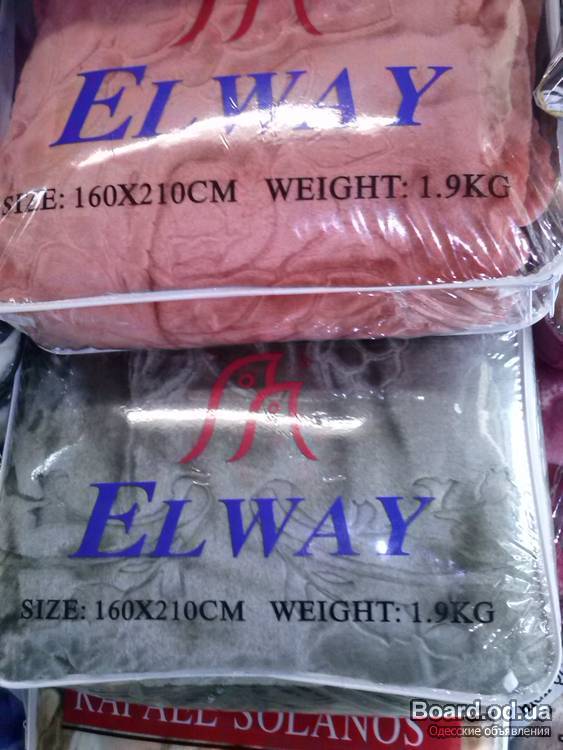 ELWAY
SIZE: 160X210CM WEIGHT: 1.9KG
ELWAY
SIZE: 160X210CM WEIGHT: 1.9KG
RAFAEL SOLANOS
Board.od.ua
Одесские объявления